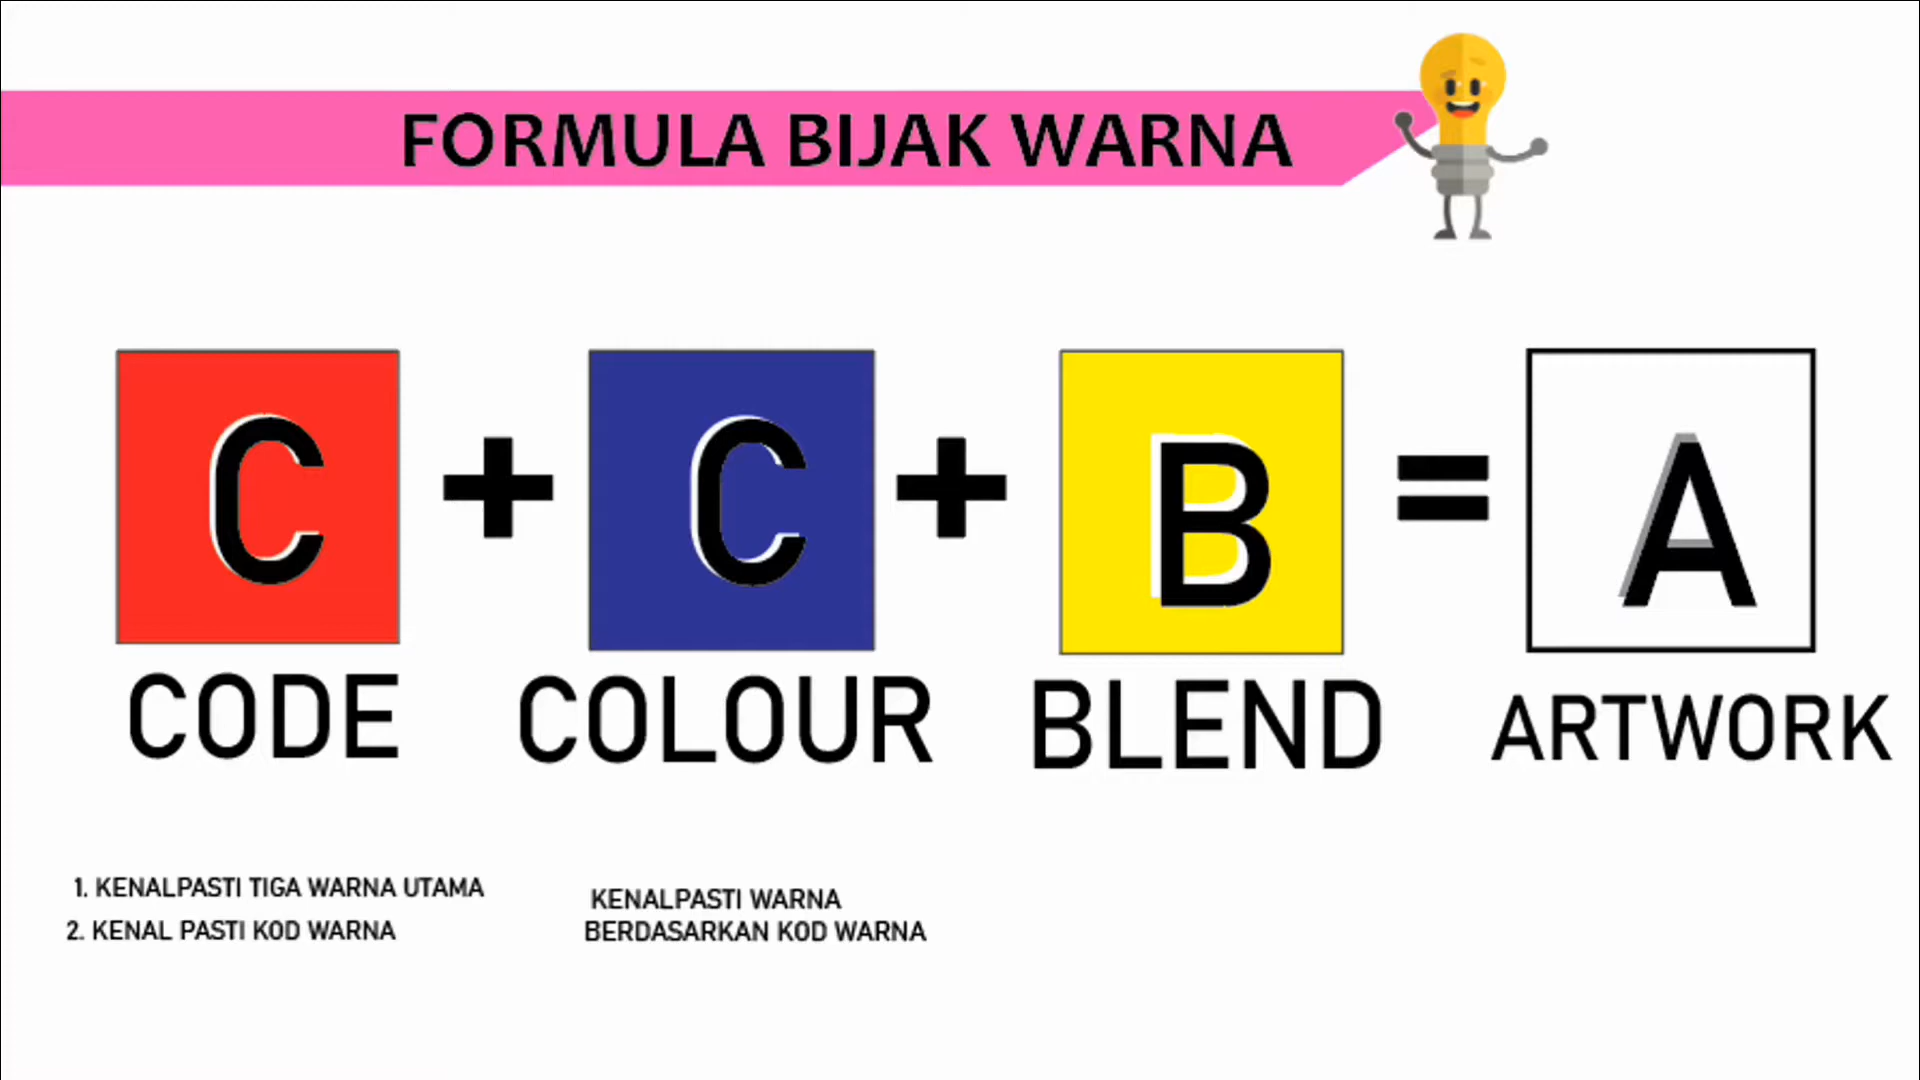 FORMULA BIJAK WARNA
C + C + B = A
CODE COLOUR BLEND ARTWORK
1. KENALPASTI TIGA WARNA UTAMA
2. KENAL PASTI KOD WARNA
KENALPASTI WARNA
BERDASARKAN KOD WARNA